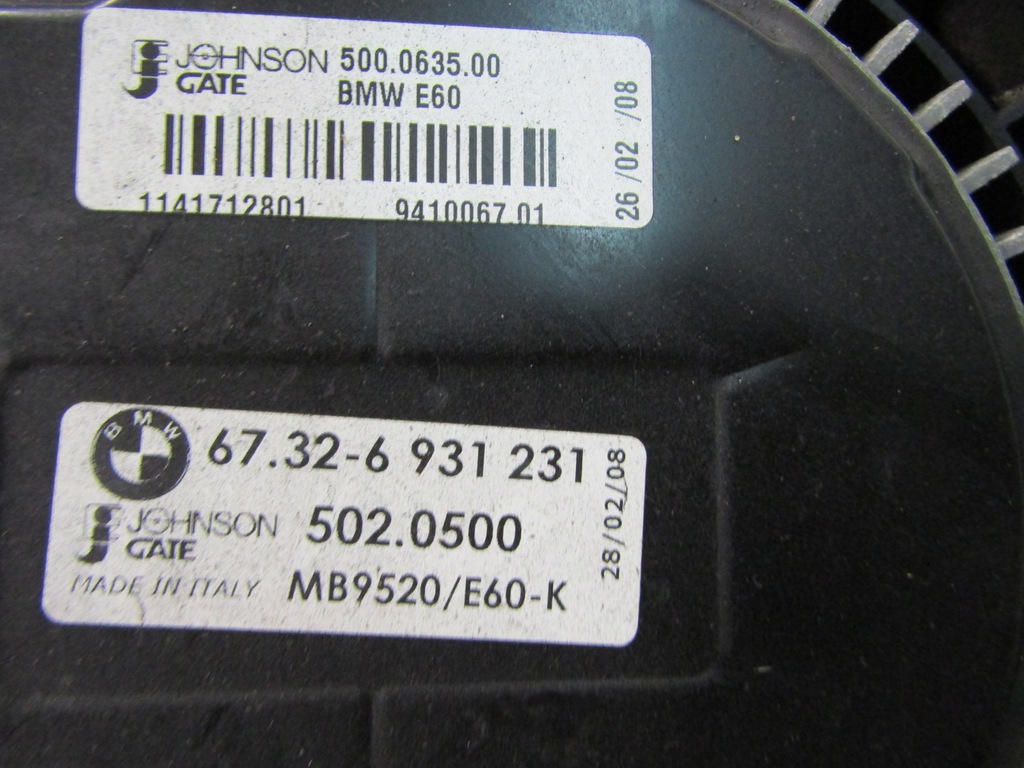 JOHNSON 500.0635.00
GATE BMW E60
1141712801 9410067.01
26/02/08
BMW 67.32-6 931 231
JOHNSON GATE 502.0500
MADE IN ITALY MB9520/E60-K
28/02/08